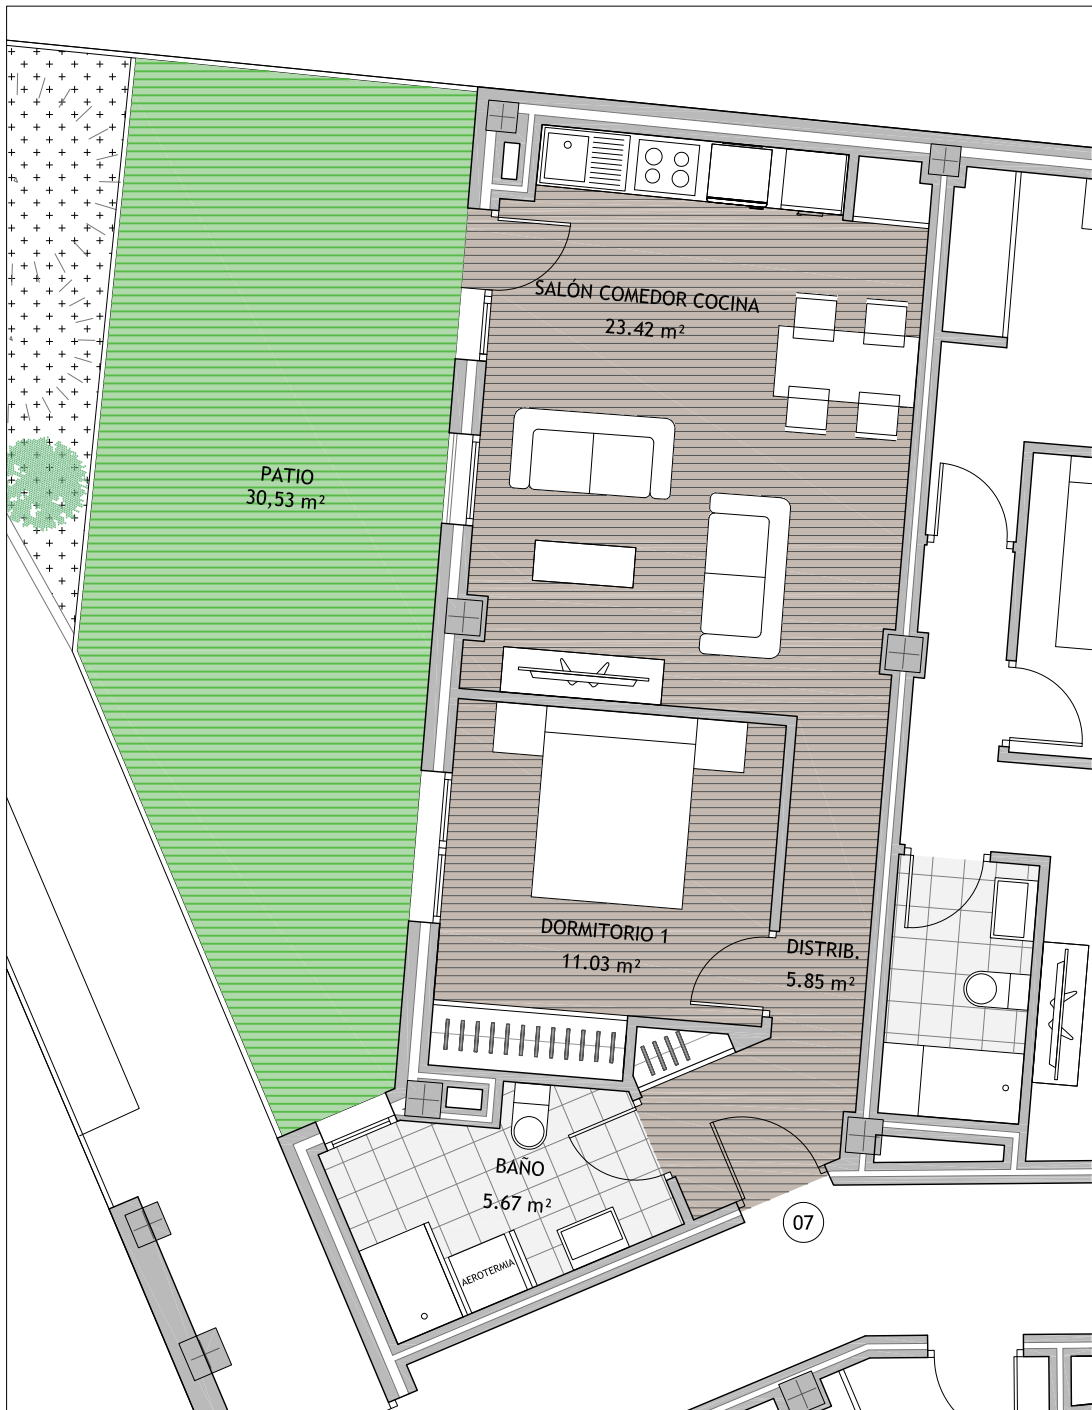 SALÓN COMEDOR COCINA
23.42 m²
PATIO
30,53 m²
DORMITORIO 1
11.03 m²
DISTRIB.
5.85 m²
BAÑO
5.67 m²
07
AEROTERMIA